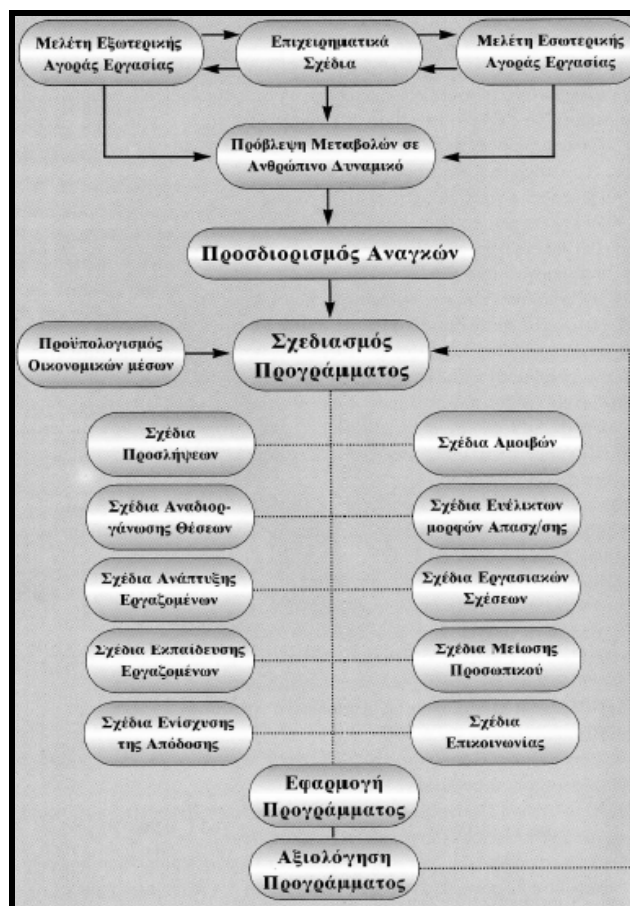 Μελέτη Εξωτερικής
Αγοράς Εργασίας
Επιχειρηματικά
Σχέδια
Μελέτη Εσωτερικής
Αγοράς Εργασίας
Πρόβλεψη Μεταβολών σε
Ανθρώπινο Δυναμικό
Προσδιορισμός Αναγκών
Προϋπολογισμός
Οικονομικών μέσων
Σχεδιασμός
Προγράμματος
Σχέδια
Προσλήψεων
Σχέδια Αμοιβών
Σχέδια Αναδιορ-
γάνωσης Θέσεων
Σχέδια Ευέλικτων
μορφών Απασχ/σης
Σχέδια Ανάπτυξης
Εργαζομένων
Σχέδια Εργασιακών
Σχέσεων
Σχέδια Εκπαίδευσης
Εργαζομένων
Σχέδια Μείωσης
Προσωπικού
Σχέδια Ενίσχυσης
της Απόδοσης
Σχέδια
Επικοινωνίας
Εφαρμογή
Προγράμματος
Αξιολόγηση
Προγράμματος